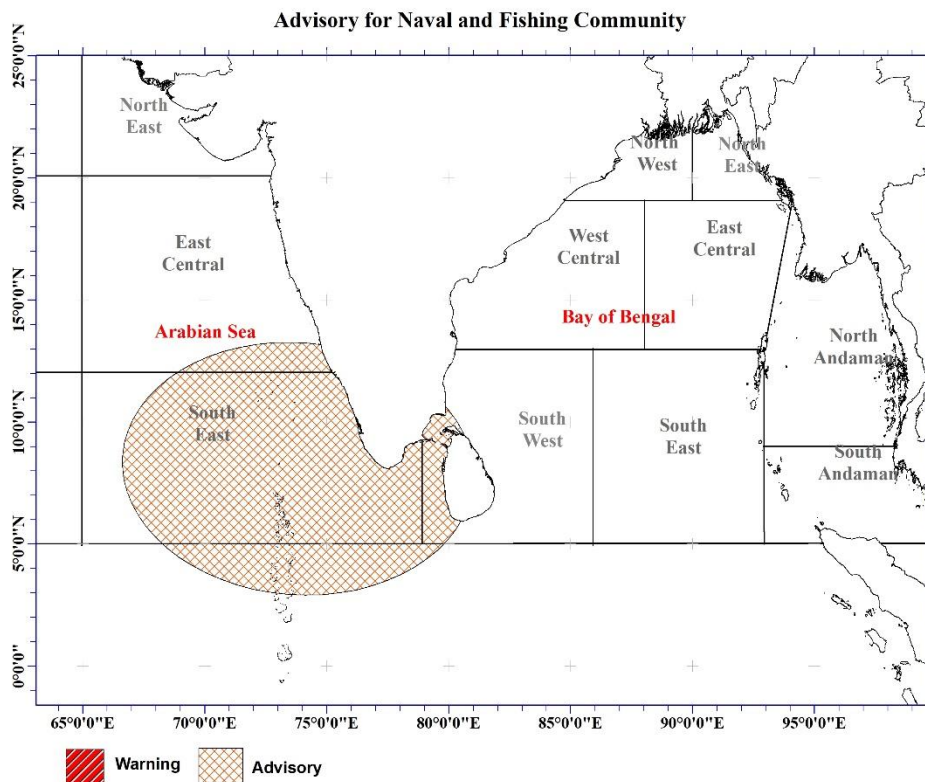 Advisory for Naval and Fishing Community
25°0'0"N
20°0'0"N
15°0'0"N
10°0'0"N
5°0'0"N
0°0'0"
North
East
North
West
North
East
East
Central
West
Central
East
Central
Arabian Sea
Bay of Bengal
North
Andaman
South
East
South
West
South
East
South
Andaman
65°0'0"E
70°0'0"E
75°0'0"E
80°0'0"E
85°0'0"E
90°0'0"E
95°0'0"E
Warning
Advisory